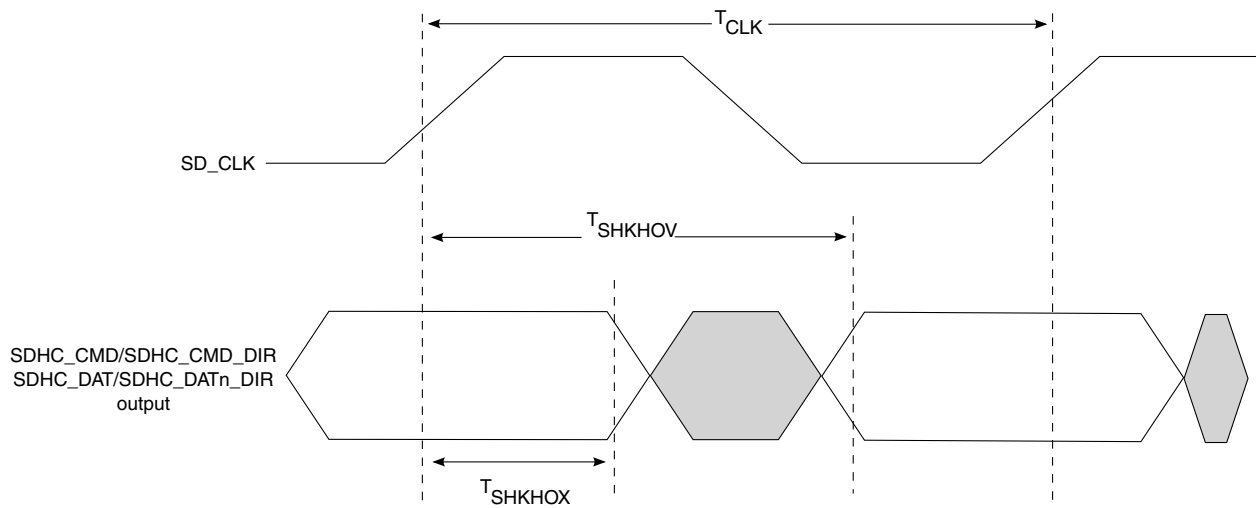 TCLK
SD_CLK
TSHKHOV
SDHC_CMD/SDHC_CMD_DIR
SDHC_DAT/SDHC_DATn_DIR
output
TSHKHOX